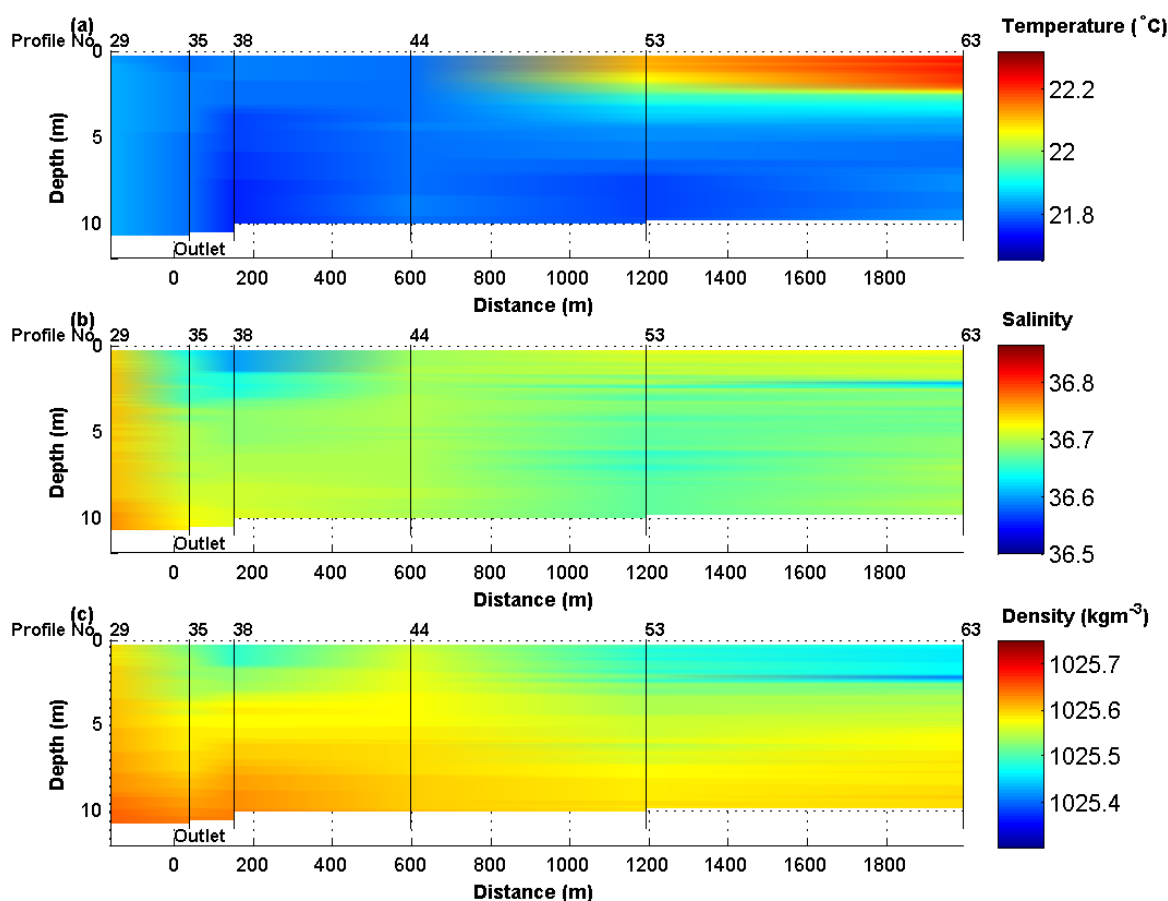 (a)
Temperature (°C)
Profile No. 29 35 38 44 53 63
0
5
10
Depth (m)
22.2
22
21.8
Outlet
0 200 400 600 800 1000 1200 1400 1600 1800
Distance (m)
(b)
Salinity
Profile No. 29 35 38 44 53 63
0
5
10
Depth (m)
36.8
36.7
36.6
36.5
Outlet
0 200 400 600 800 1000 1200 1400 1600 1800
Distance (m)
(c)
Density (kgm⁻³)
Profile No. 29 35 38 44 53 63
0
5
10
Depth (m)
1025.7
1025.6
1025.5
1025.4
Outlet
0 200 400 600 800 1000 1200 1400 1600 1800
Distance (m)